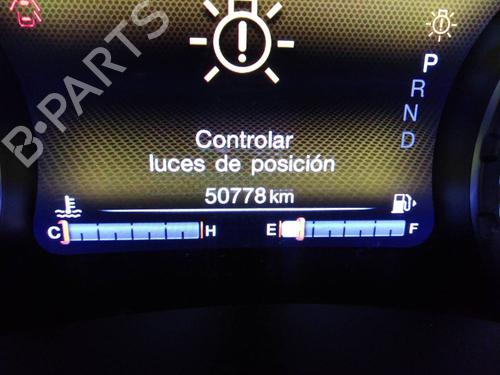 P
R
N
D
Controlar
luces de posición
50778 km
C H E F
B-PARTS